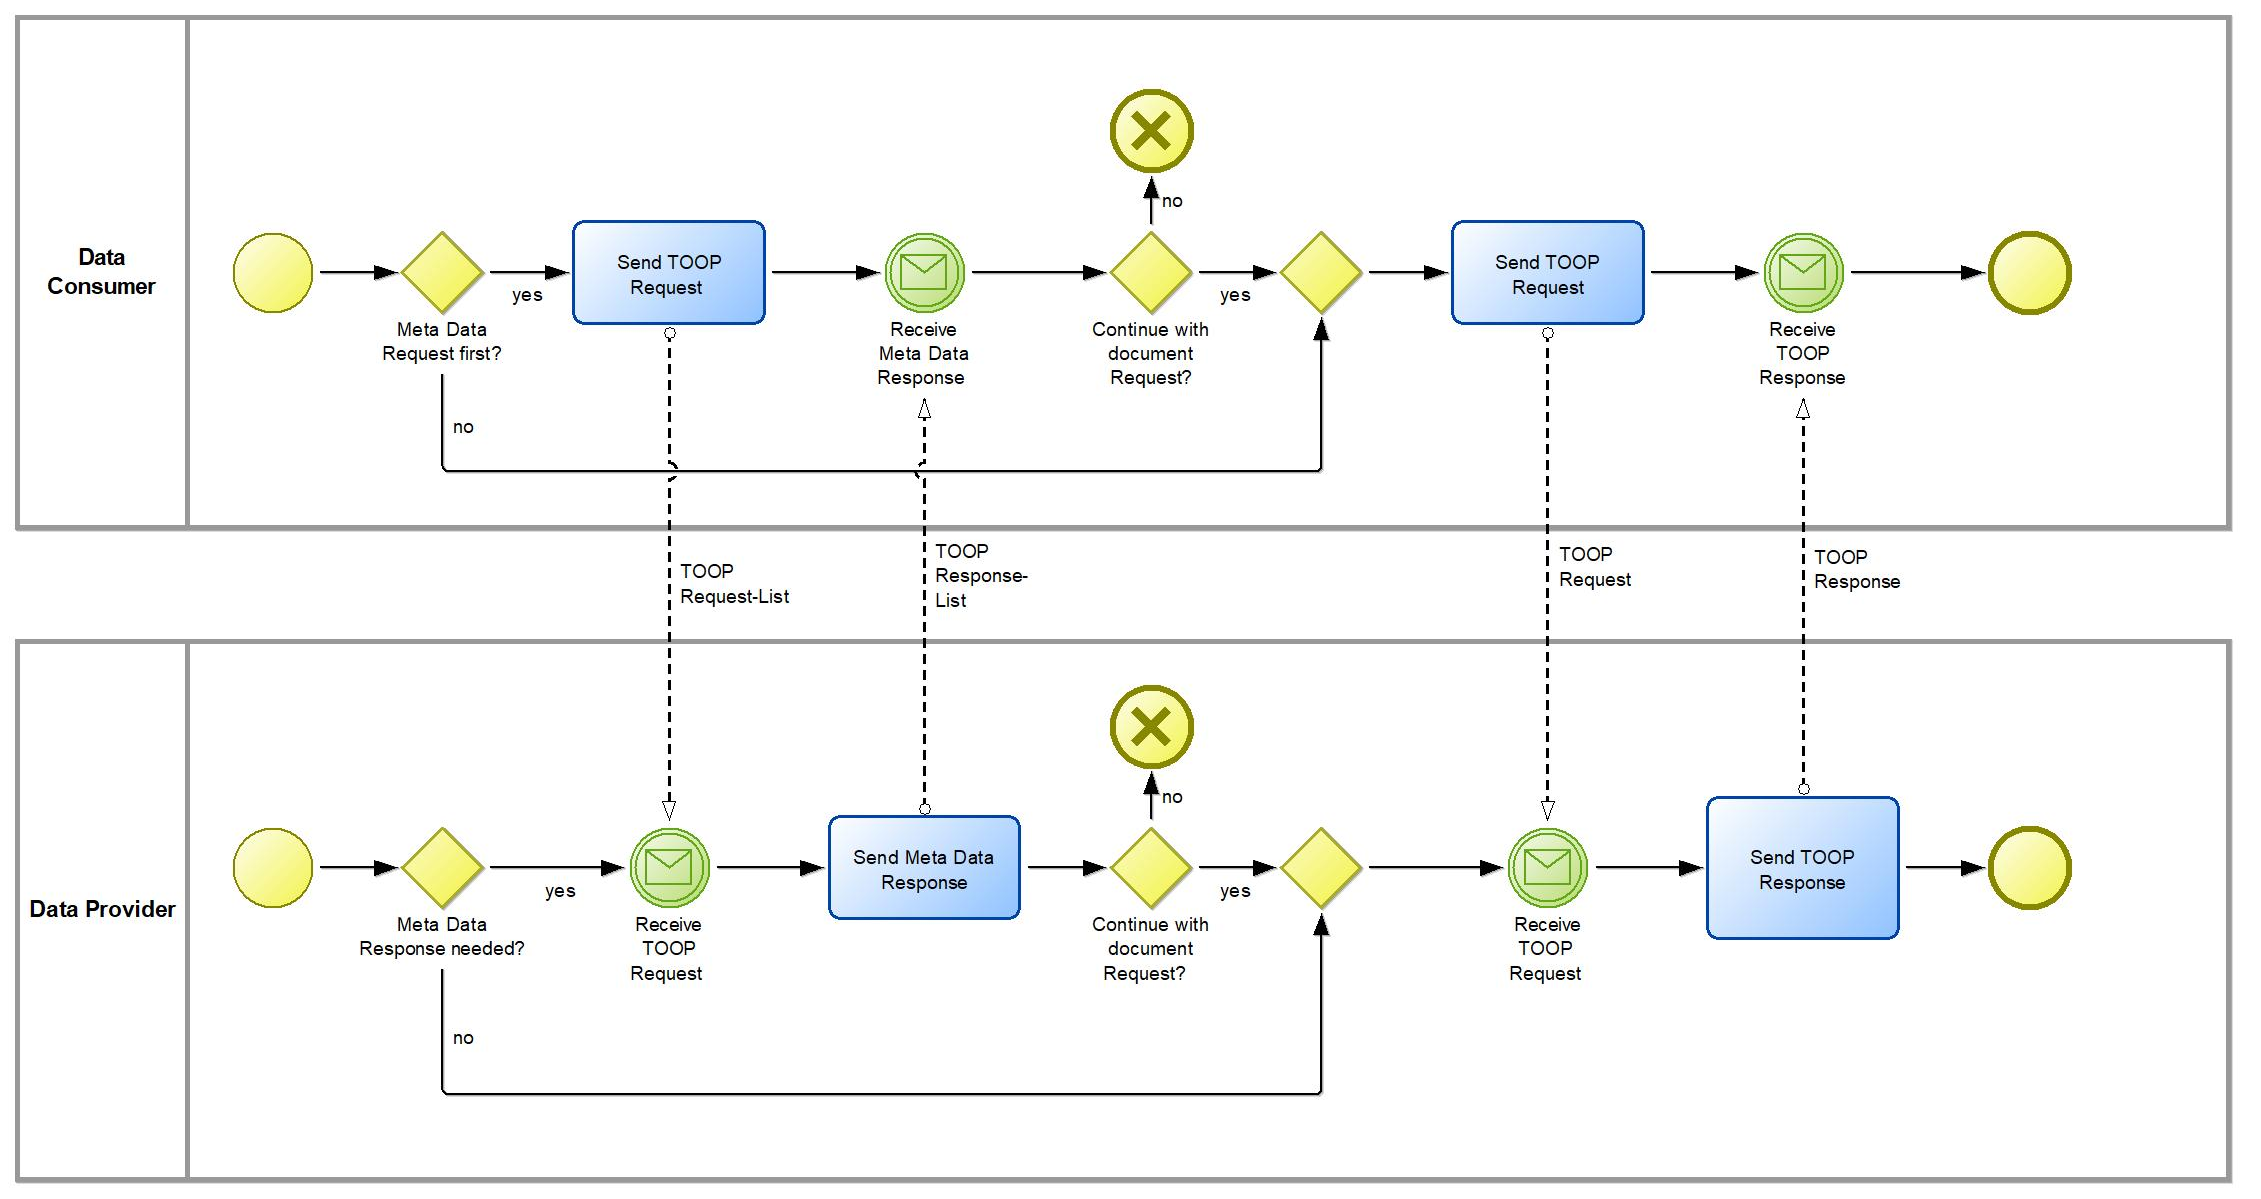 Data
Consumer
no
Send TOOP
Request
yes
Meta Data
Request first?
no
Receive
Meta Data
Response
Continue with
document
Request?
yes
Send TOOP
Request
Receive
TOOP
Response
TOOP
Request-List
TOOP
Response-
List
TOOP
Request
TOOP
Response
Data Provider
no
Meta Data
Response needed?
yes
no
Receive
TOOP
Request
Send Meta Data
Response
Continue with
document
Request?
yes
Receive
TOOP
Request
Send TOOP
Response